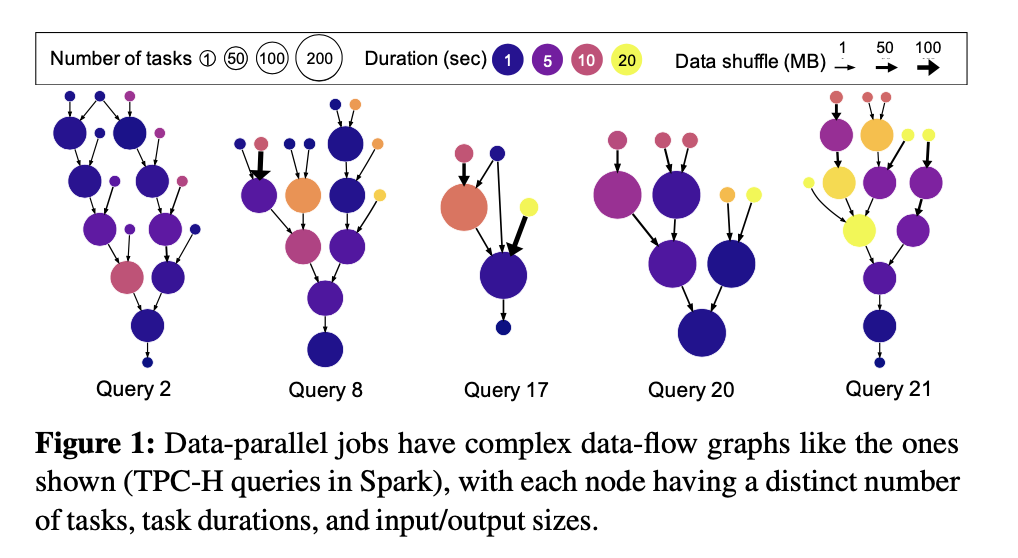 Number of tasks 1 50 100 200 Duration (sec) 1 5 10 20 Data shuffle (MB) 1 50 100
Query 2 Query 8 Query 17 Query 20 Query 21
Figure 1: Data-parallel jobs have complex data-flow graphs like the ones
shown (TPC-H queries in Spark), with each node having a distinct number
of tasks, task durations, and input/output sizes.